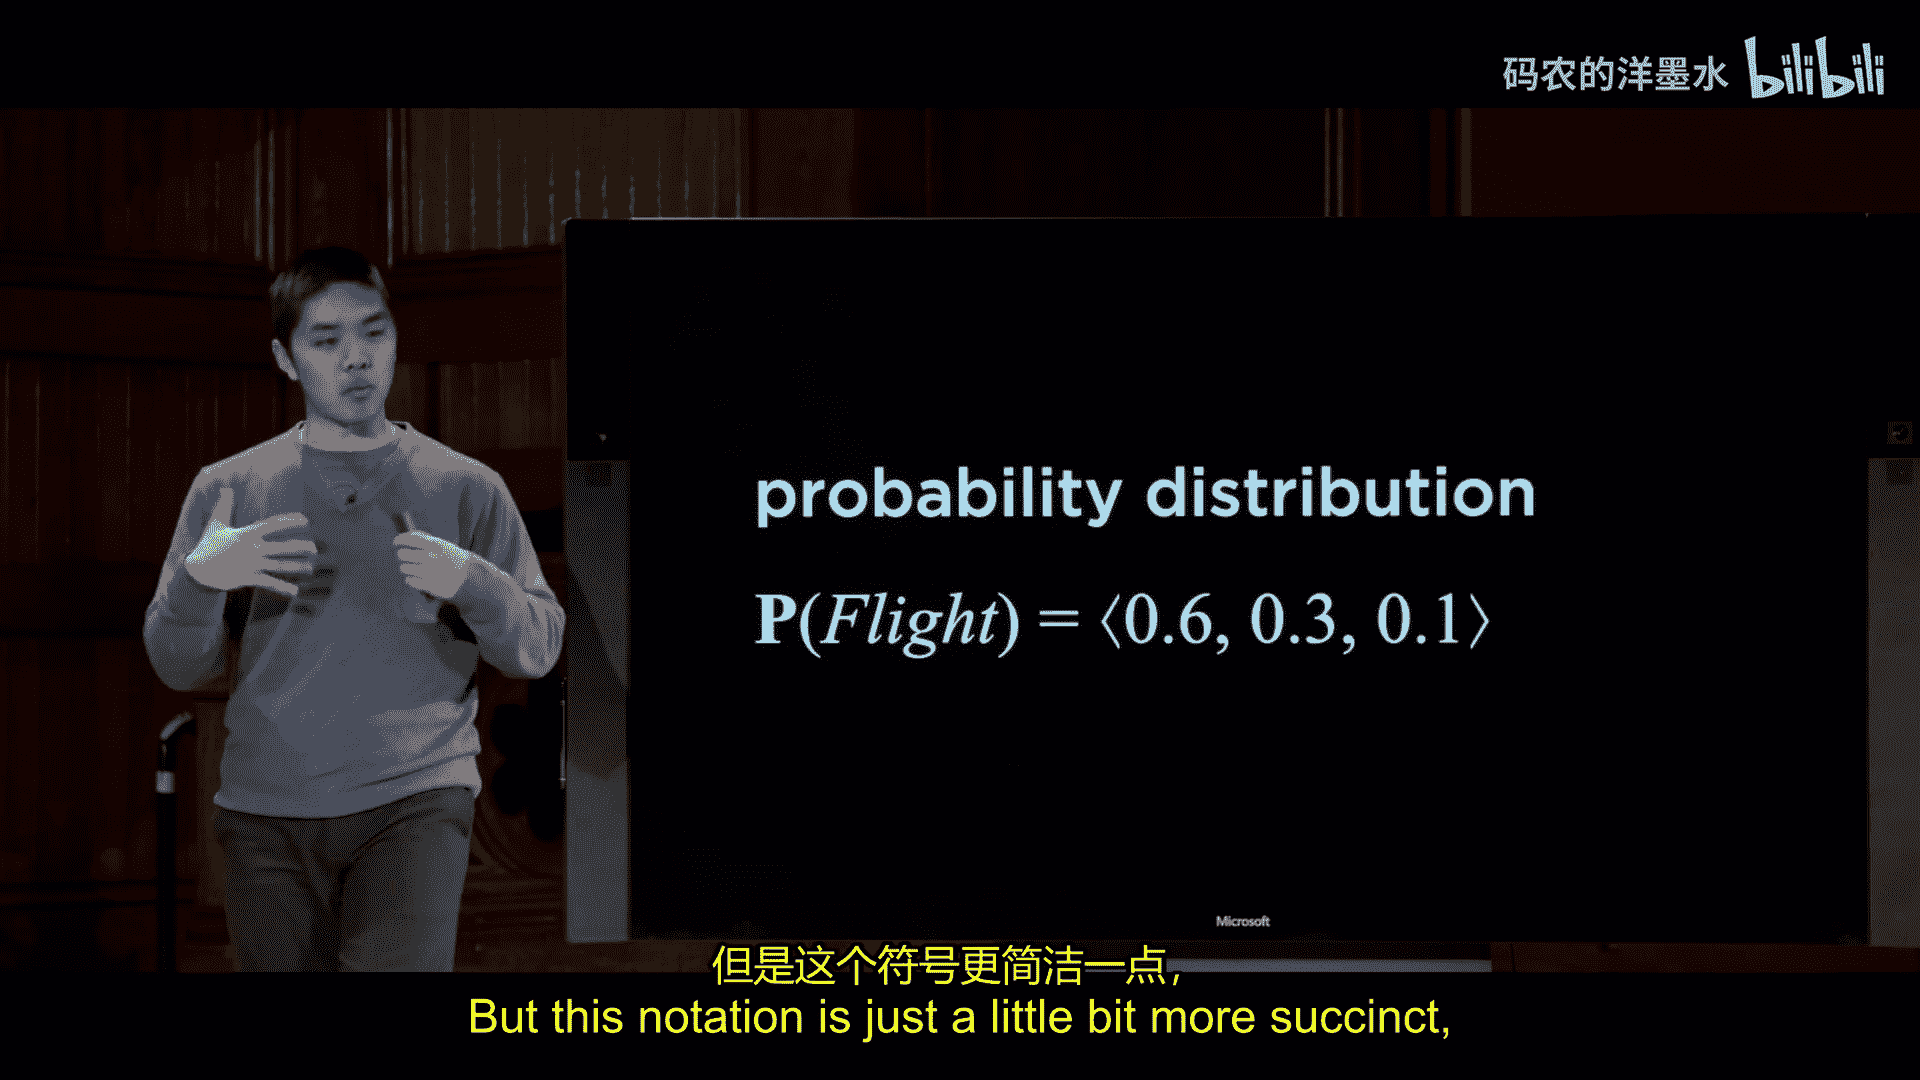 码农的洋墨水 bilibili
probability distribution
P(Flight) = ⟨0.6, 0.3, 0.1⟩
Microsoft
但是这个符号更简洁一点，
But this notation is just a little bit more succinct,